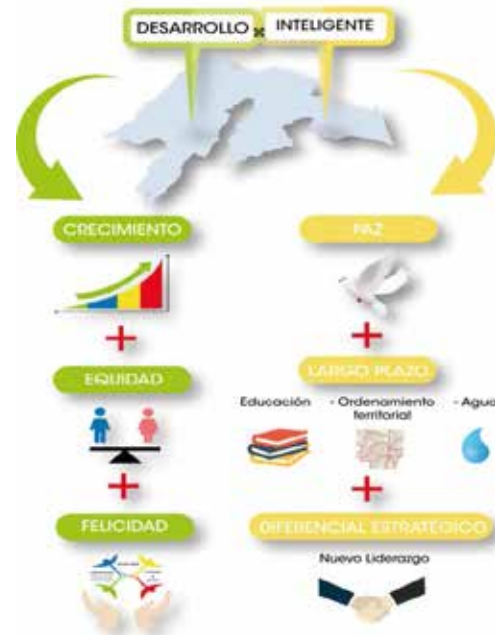 DESARROLLO
INTELIGENTE
CRECIMIENTO
PAZ
EQUIDAD
LARGO PLAZO
Educación
- Ordenamiento
territorial
- Agua
FELICIDAD
DIFERENCIAL ESTRATÉGICO
Nuevo Liderazgo